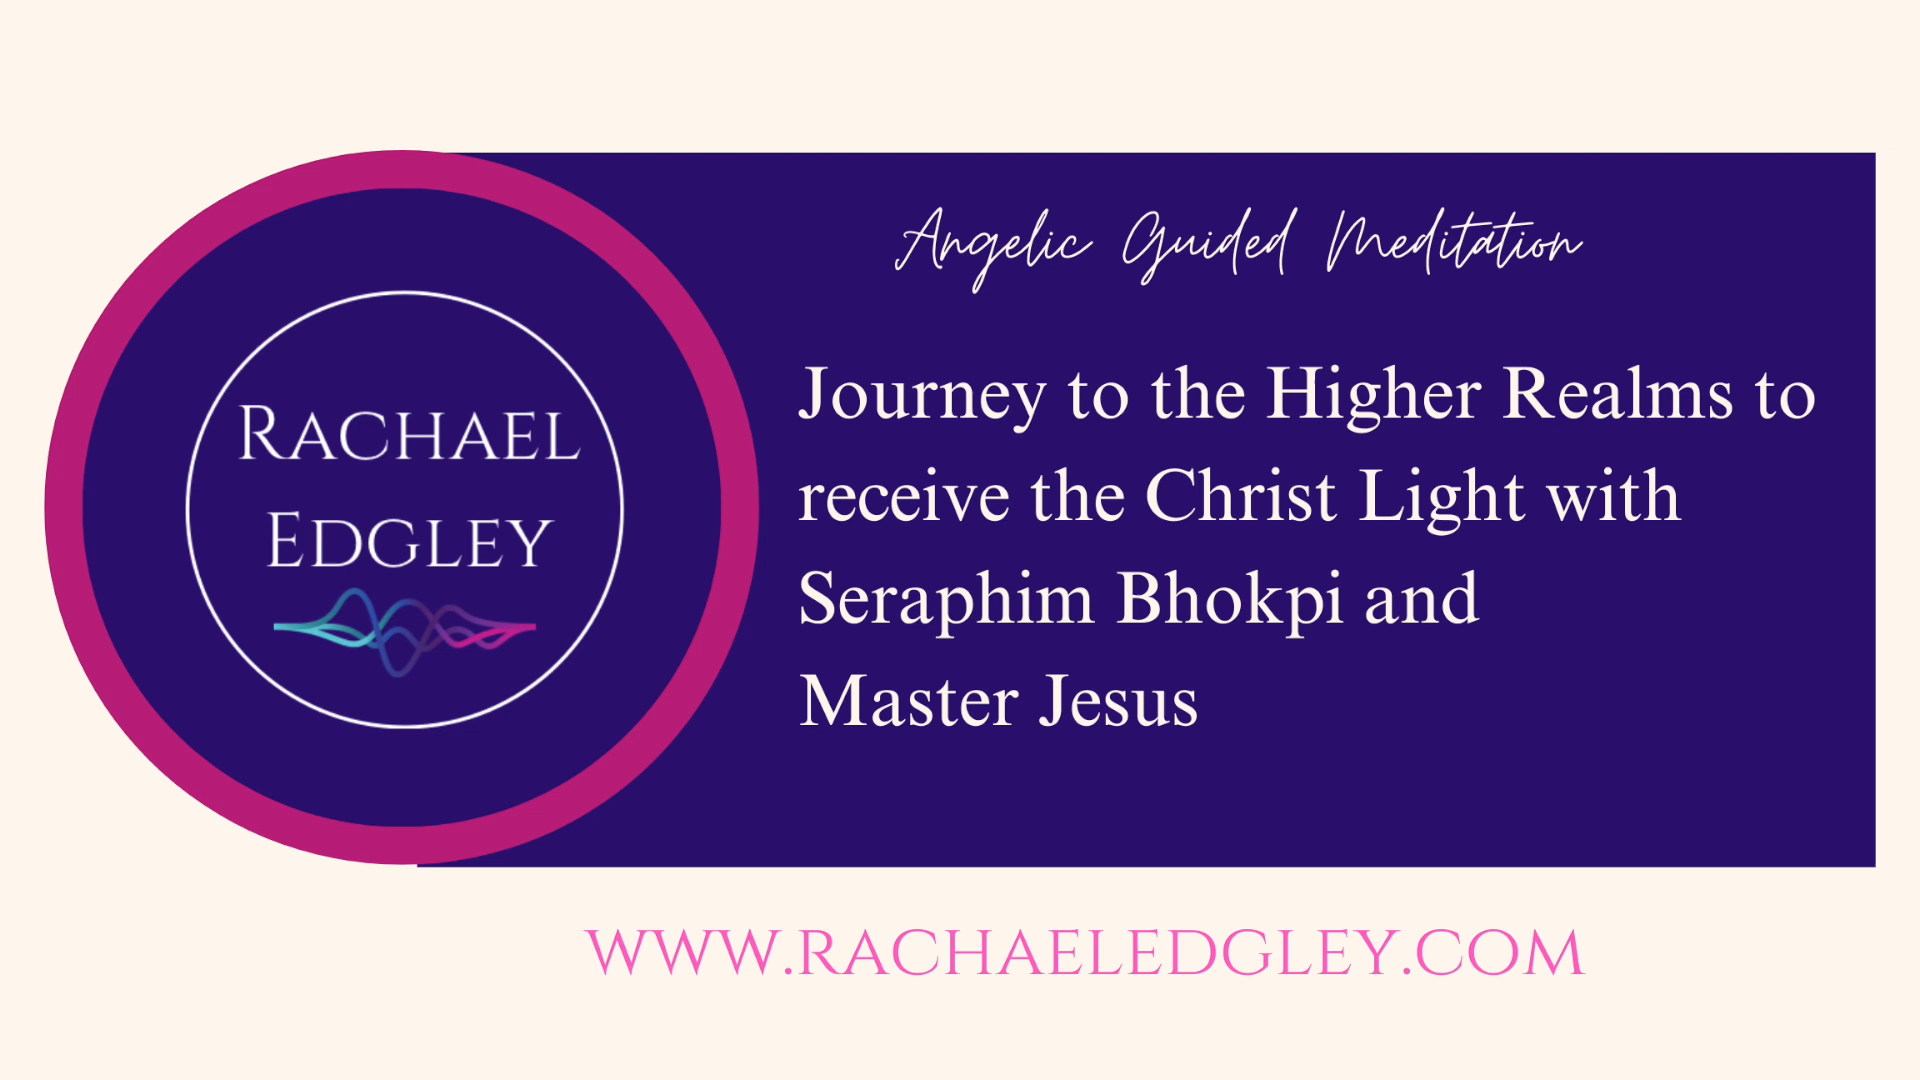 RACHAEL
EDGLEY
Angelic Guided Meditation
Journey to the Higher Realms to
receive the Christ Light with
Seraphim Bhokpi and
Master Jesus
WWW.RACHAELEDGLEY.COM